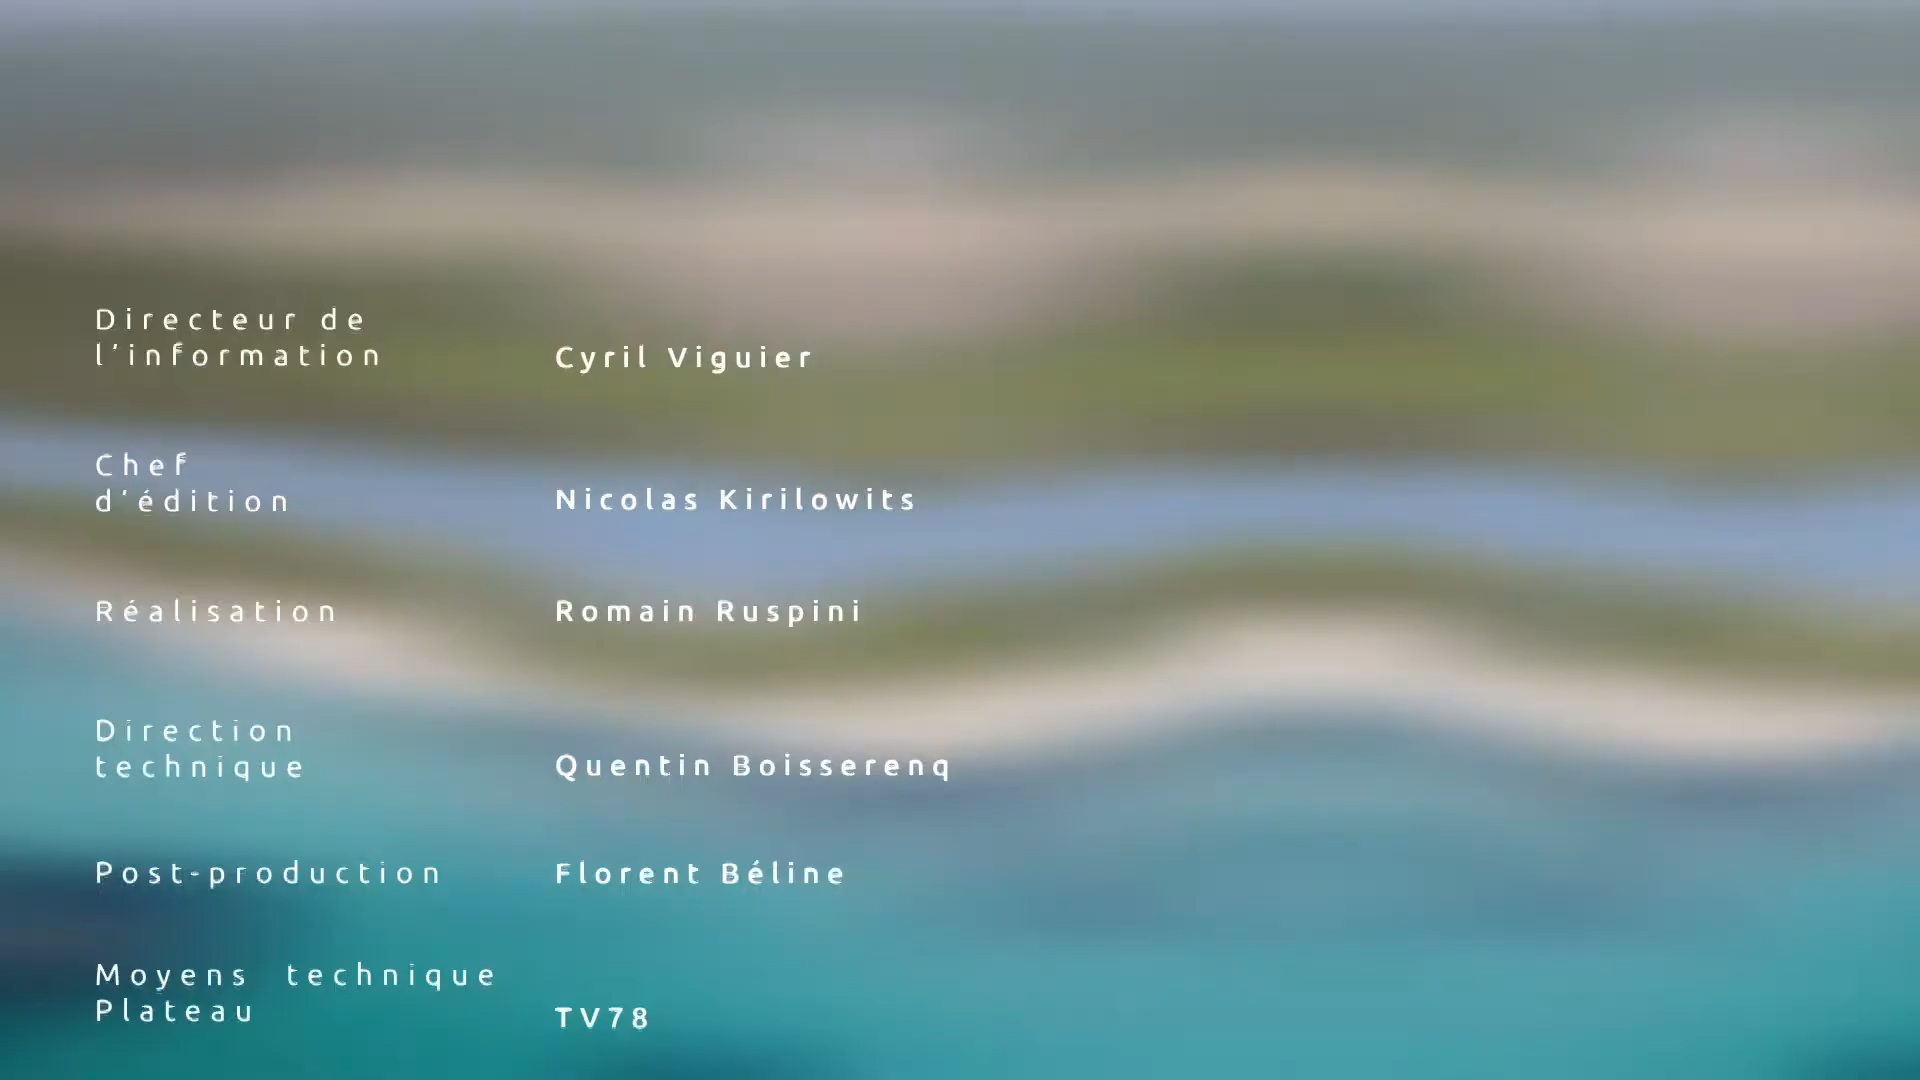 Directeur de
l'information
Cyril Viguier
Chef
d'édition
Nicolas Kirilowits
Réalisation
Romain Ruspini
Direction
technique
Quentin Boisserenq
Post-production
Florent Béline
Moyens technique
Plateau
TV78